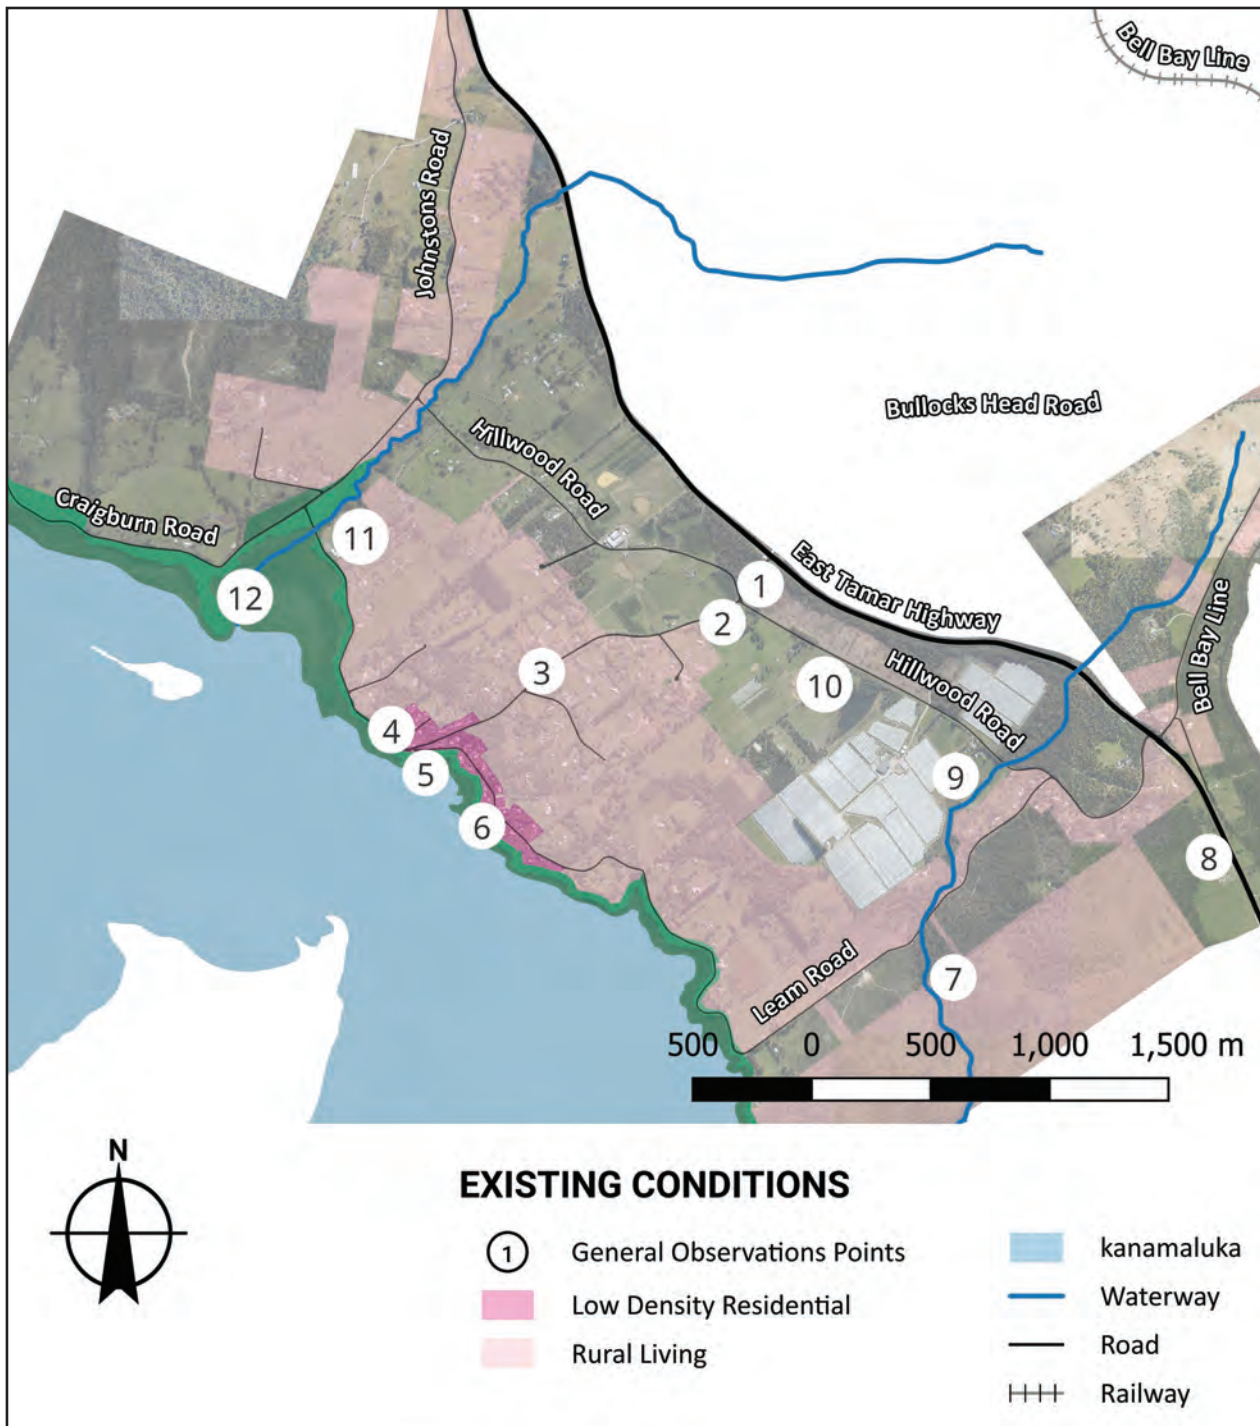 Bell Bay Line
Johnstons Road
Bullocks Head Road
Hillwood Road
Craigburn Road
11
12
1
East Tamar Highway
2
3
10
Hillwood Road
Bell Bay Line
4
5
9
6
8
7
Leam Road
500 0 500 1,000 1,500 m
N
EXISTING CONDITIONS
1 General Observations Points
Low Density Residential
Rural Living
kanamaluka
Waterway
Road
Railway